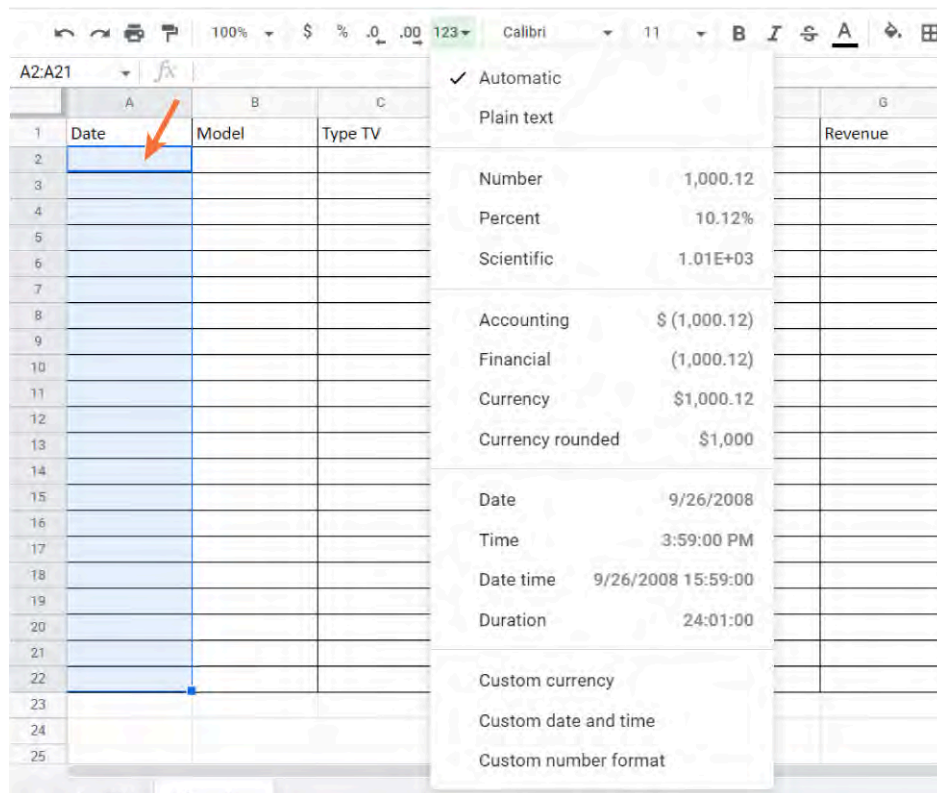 100% $ % .0 .00 123 Calibri 11 B I S A
A2:A21 fx
A B C G
1 Date Model Type TV Revenue
2
3
4
5
6
7
8
9
10
11
12
13
14
15
16
17
18
19
20
21
22
23
24
25
Automatic
Plain text
Number 1,000.12
Percent 10.12%
Scientific 1.01E+03
Accounting $ (1,000.12)
Financial (1,000.12)
Currency $1,000.12
Currency rounded $1,000
Date 9/26/2008
Time 3:59:00 PM
Date time 9/26/2008 15:59:00
Duration 24:01:00
Custom currency
Custom date and time
Custom number format